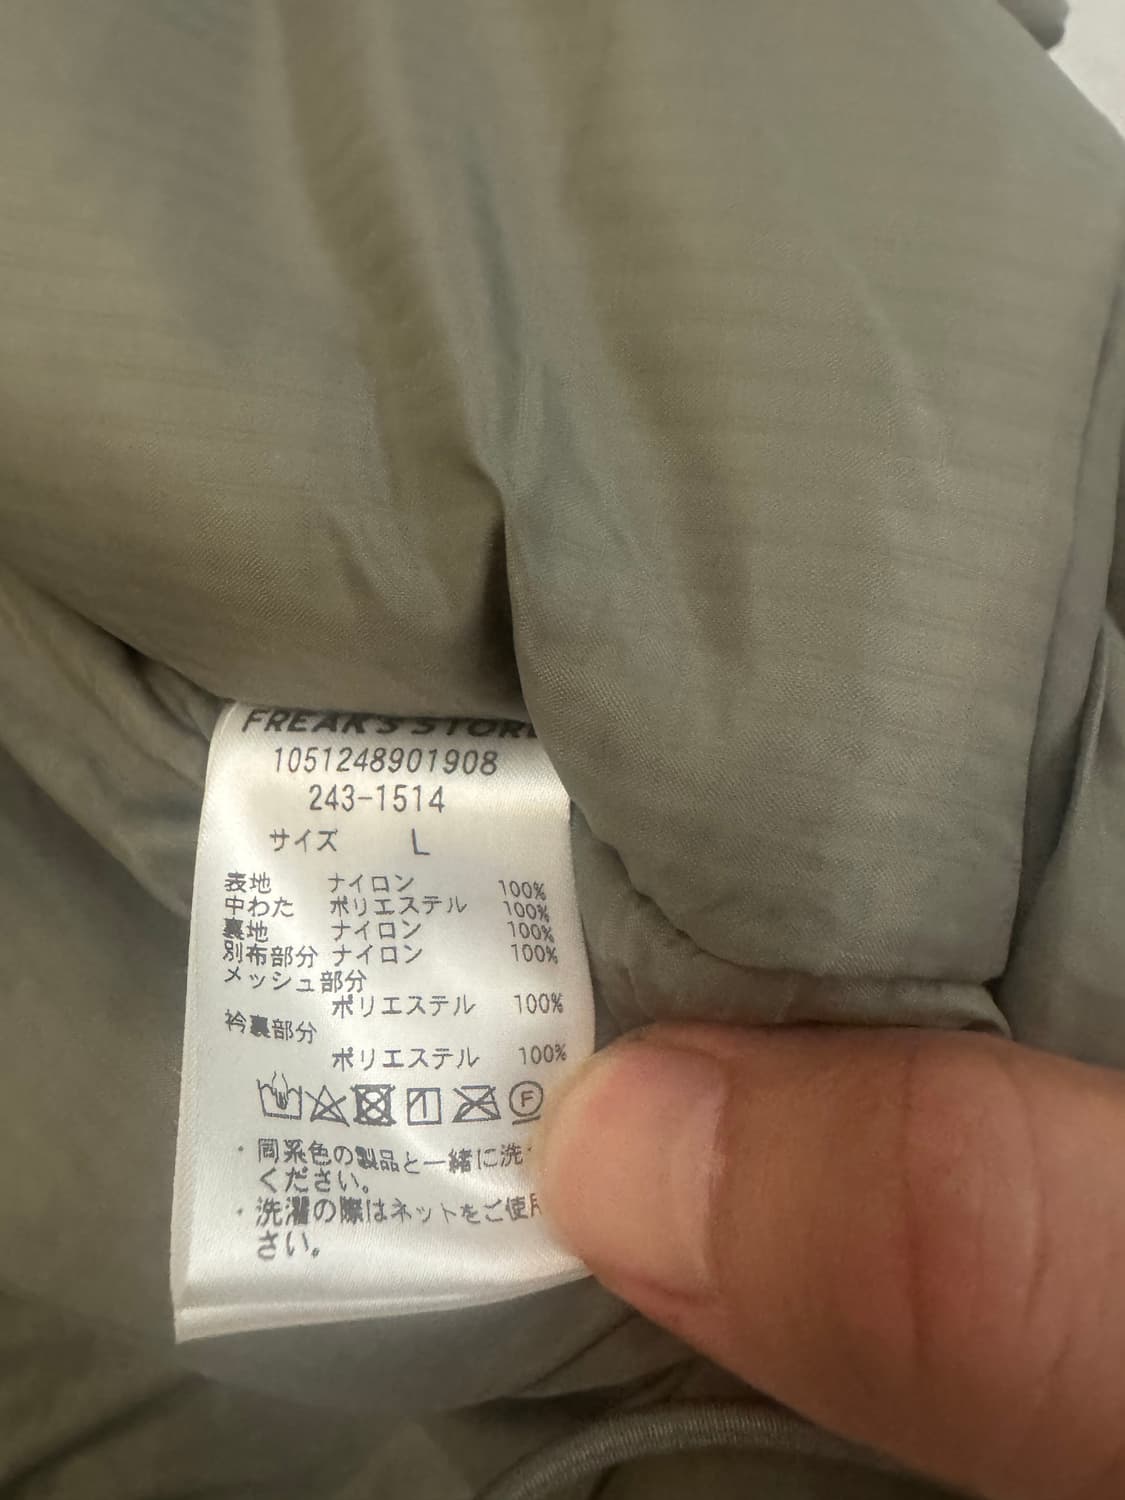 FREAK'S STORE
1051248901908
243-1514
サイズ L
表地 ナイロン 100%
中わた ポリエステル 100%
裏地 ナイロン 100%
別布部分 ナイロン 100%
メッシュ部分
ポリエステル 100%
衿裏部分
ポリエステル 100%
F
・同系色の製品と一緒に洗っ
ください。
・洗濯の際はネットをご使用
さい。